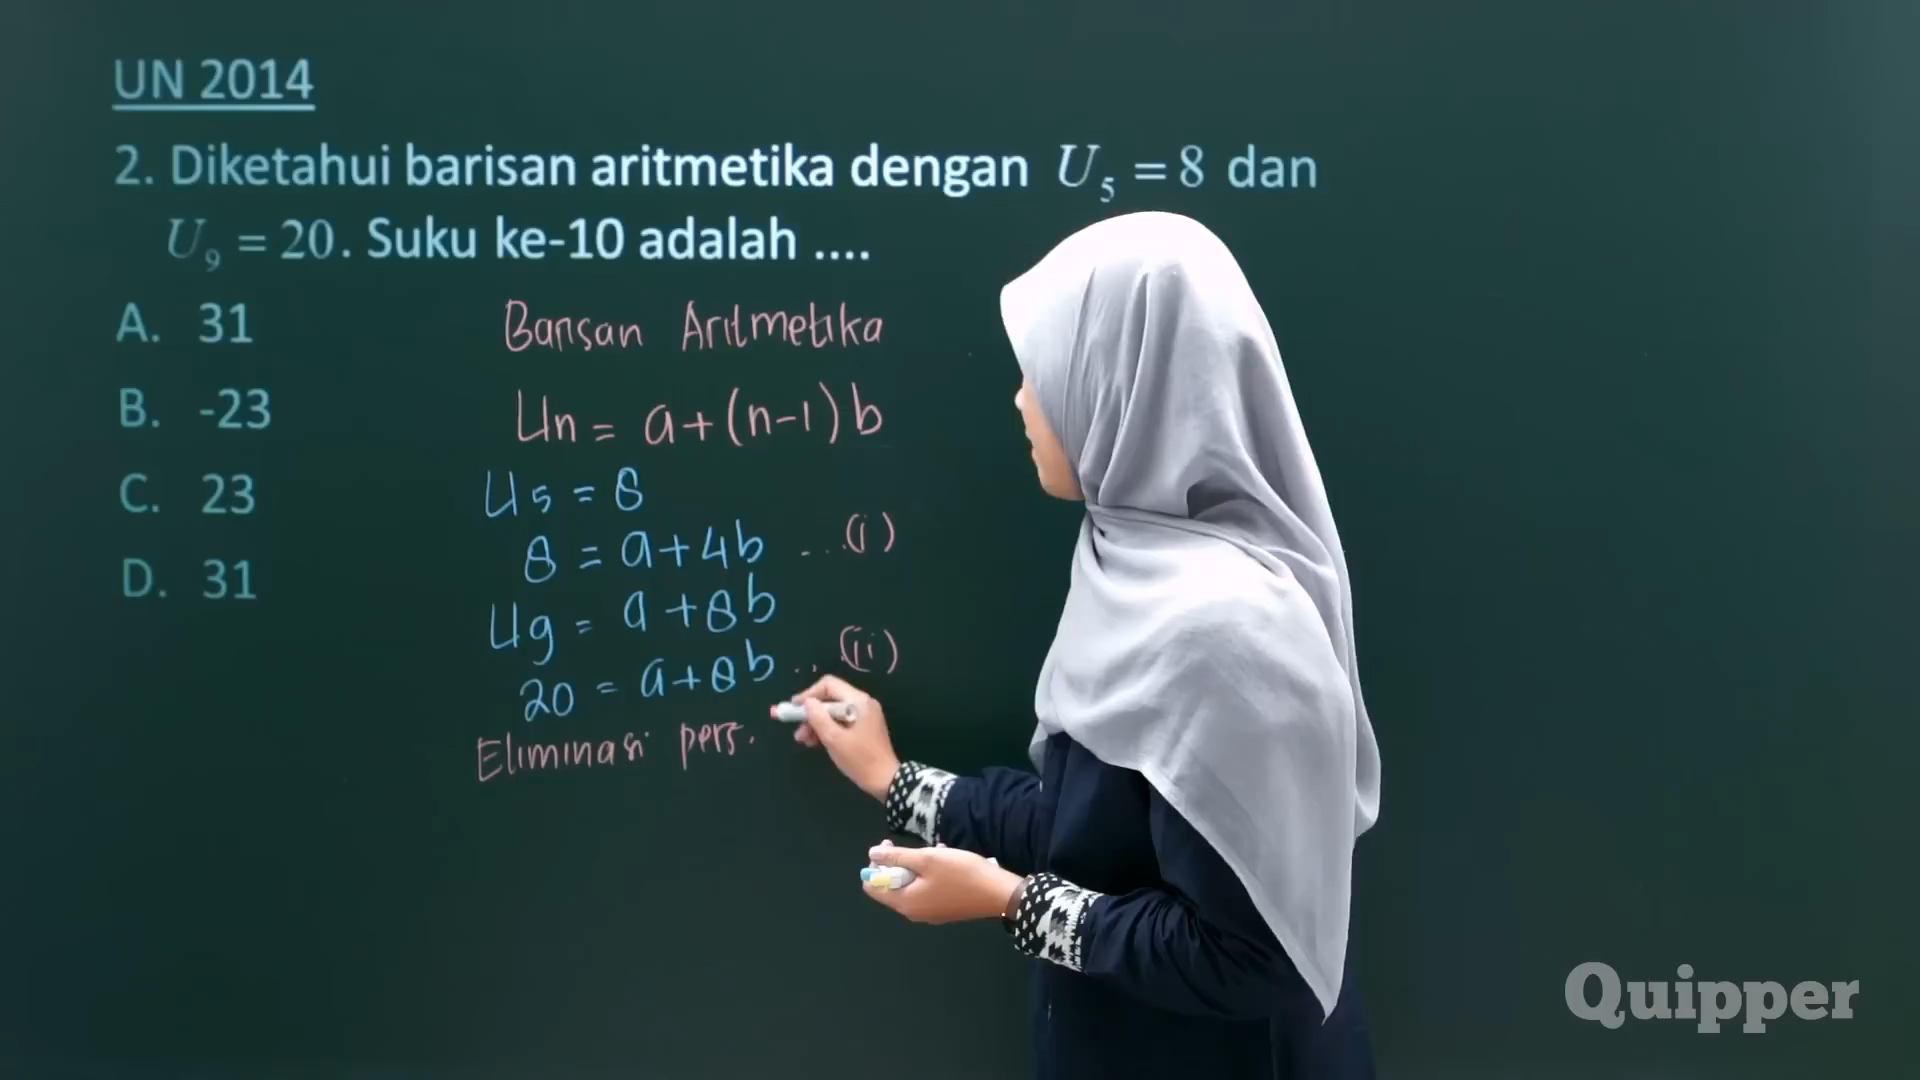 UN 2014
2. Diketahui barisan aritmetika dengan U₅ = 8 dan
U₉ = 20. Suku ke-10 adalah ....
A. 31
B. -23
C. 23
D. 31
Barisan Aritmetika
Un = a+(n-1)b
U5 = 8
8 = a+4b ...(i)
U9 = a+8b
20 = a+8b ...(ii)
Eliminasi pers.
Quipper